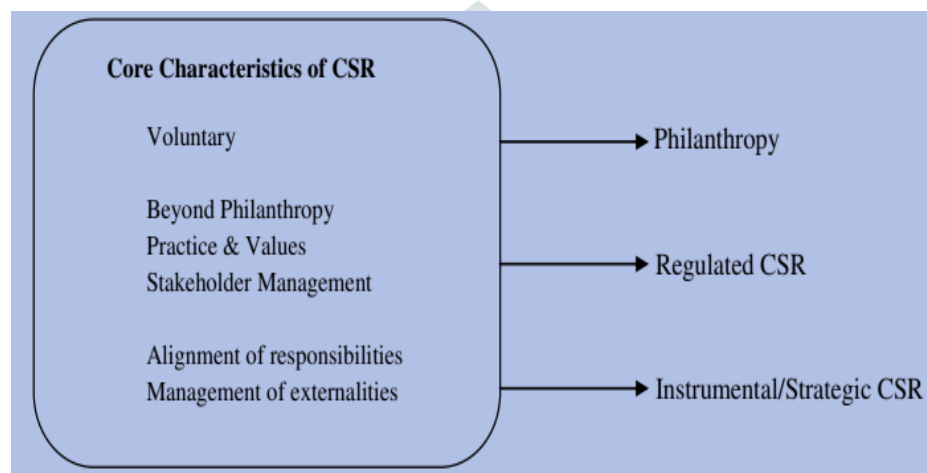 Core Characteristics of CSR
Voluntary
Philanthropy
Beyond Philanthropy
Practice & Values
Stakeholder Management
Regulated CSR
Alignment of responsibilities
Management of externalities
Instrumental/Strategic CSR